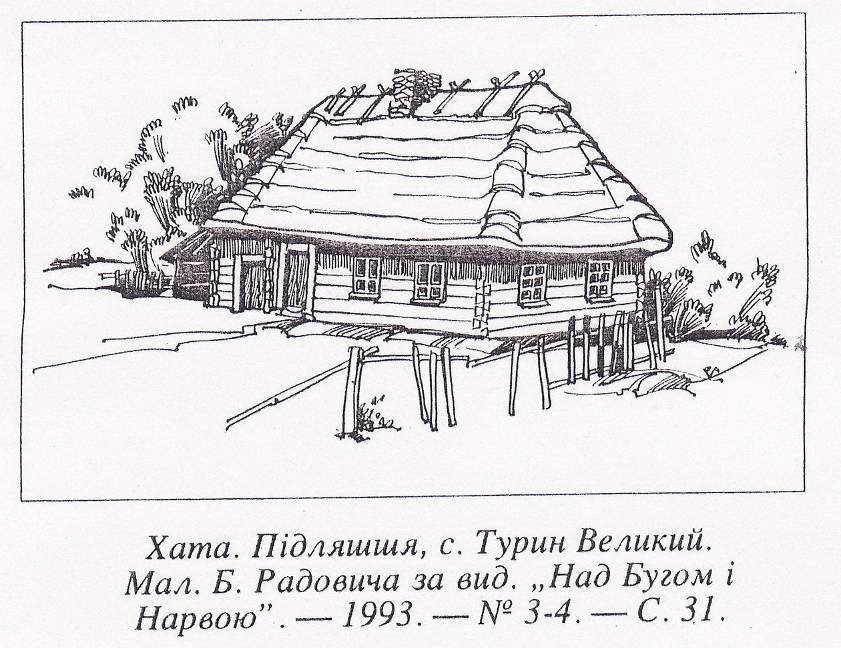 Хата. Підляшшя, с. Турин Великий.
Мал. Б. Радовича за вид. „Над Бугом і
Нарвою”. — 1993. — № 3-4. — С. 31.